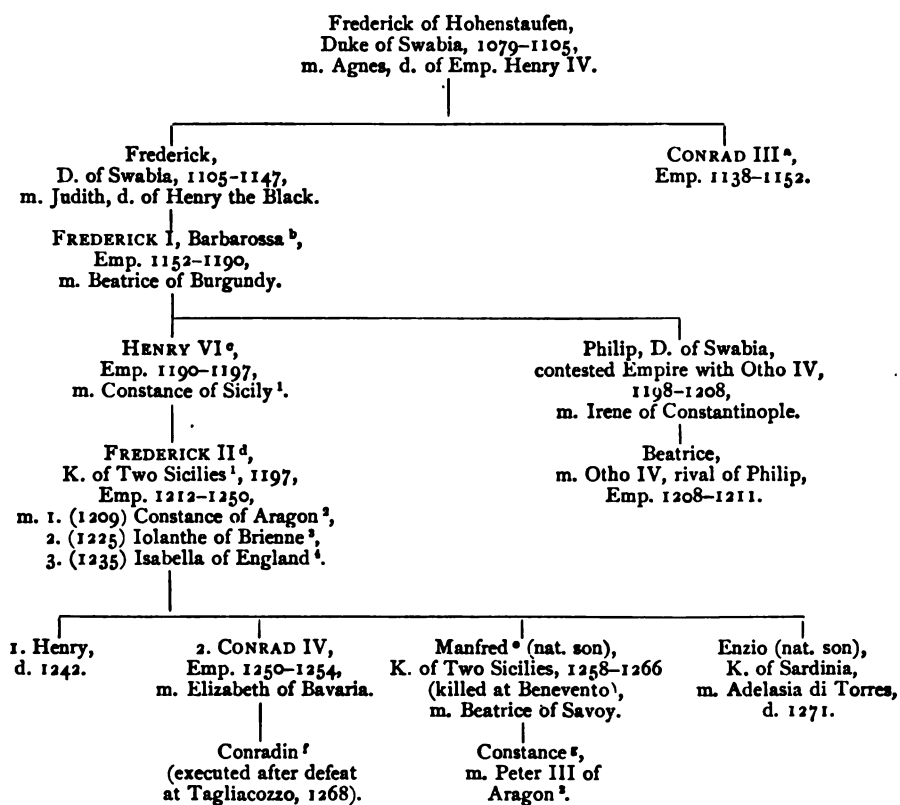 Frederick of Hohenstaufen,
Duke of Swabia, 1079–1105,
m. Agnes, d. of Emp. Henry IV.
Frederick,
D. of Swabia, 1105–1147,
m. Judith, d. of Henry the Black.
CONRAD III ᵃ,
Emp. 1138–1152.
FREDERICK I, Barbarossa ᵇ,
Emp. 1152–1190,
m. Beatrice of Burgundy.
HENRY VI ᶜ,
Emp. 1190–1197,
m. Constance of Sicily ¹.
Philip, D. of Swabia,
contested Empire with Otho IV,
1198–1208,
m. Irene of Constantinople.
FREDERICK II ᵈ,
K. of Two Sicilies ¹, 1197,
Emp. 1212–1250,
m. 1. (1209) Constance of Aragon ²,
2. (1225) Iolanthe of Brienne ³,
3. (1235) Isabella of England ⁴.
Beatrice,
m. Otho IV, rival of Philip,
Emp. 1208–1211.
1. Henry,
d. 1242.
2. CONRAD IV,
Emp. 1250–1254,
m. Elizabeth of Bavaria.
Manfred ᵉ (nat. son),
K. of Two Sicilies, 1258–1266
(killed at Benevento),
m. Beatrice of Savoy.
Enzio (nat. son),
K. of Sardinia,
m. Adelasia di Torres,
d. 1271.
Conradin ᶠ
(executed after defeat
at Tagliacozzo, 1268).
Constance ᵍ,
m. Peter III of
Aragon ².